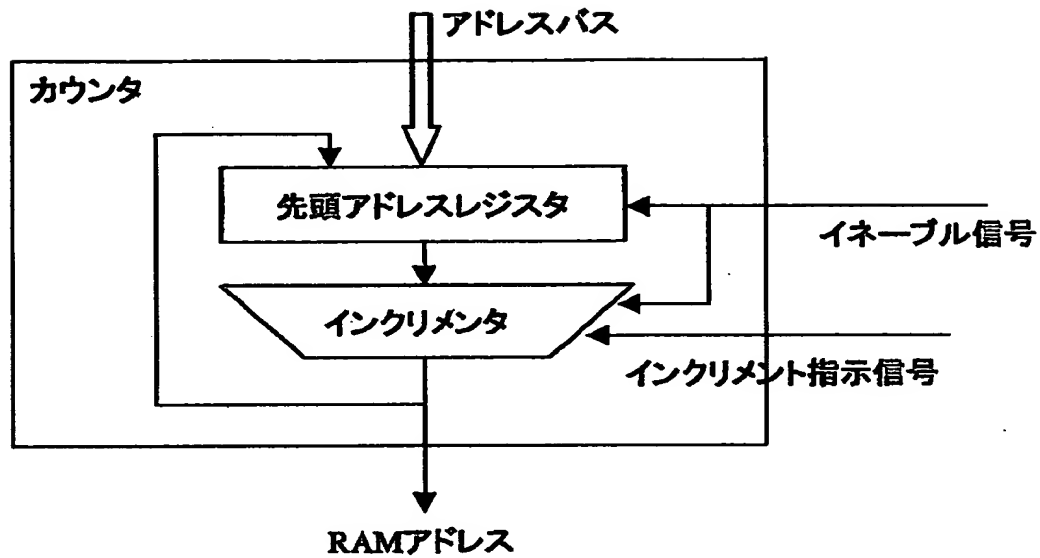 アドレスバス
カウンタ
先頭アドレスレジスタ
イネーブル信号
インクリメンタ
インクリメント指示信号
RAMアドレス